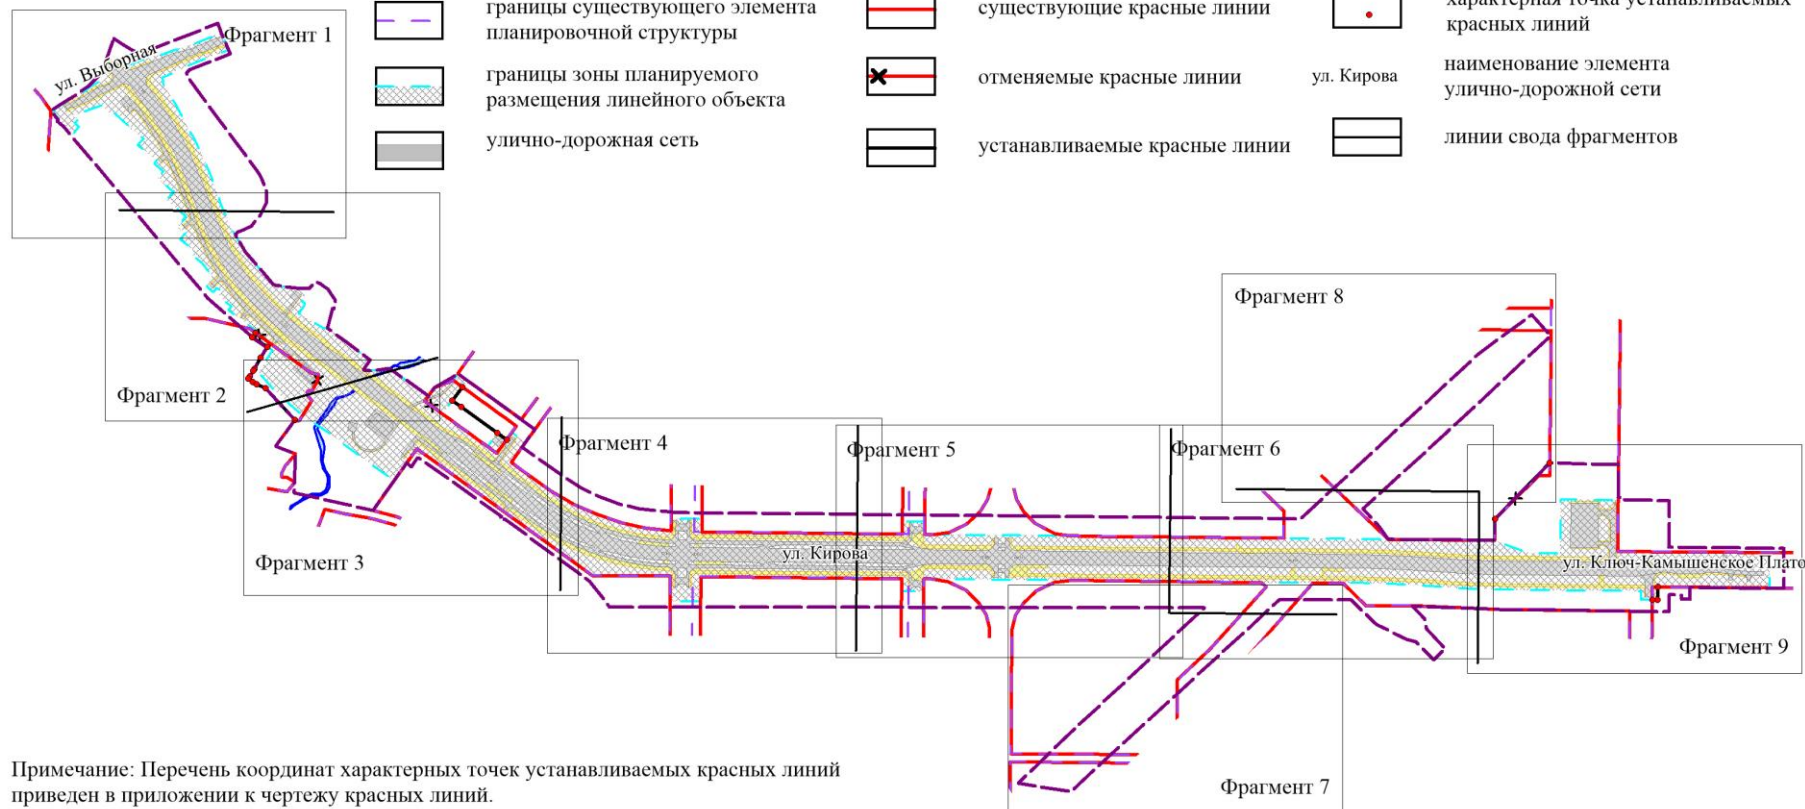 границы существующего элемента
планировочной структуры
границы зоны планируемого
размещения линейного объекта
улично-дорожная сеть
существующие красные линии
отменяемые красные линии
устанавливаемые красные линии
характерная точка устанавливаемых
красных линий
ул. Кирова
наименование элемента
улично-дорожной сети
линии свода фрагментов
Фрагмент 1
ул. Выборная
Фрагмент 2
Фрагмент 3
Фрагмент 4
Фрагмент 5
Фрагмент 6
Фрагмент 8
ул. Кирова
ул. Ключ-Камышенское Плато
Фрагмент 9
Фрагмент 7
Примечание: Перечень координат характерных точек устанавливаемых красных линий
приведен в приложении к чертежу красных линий.